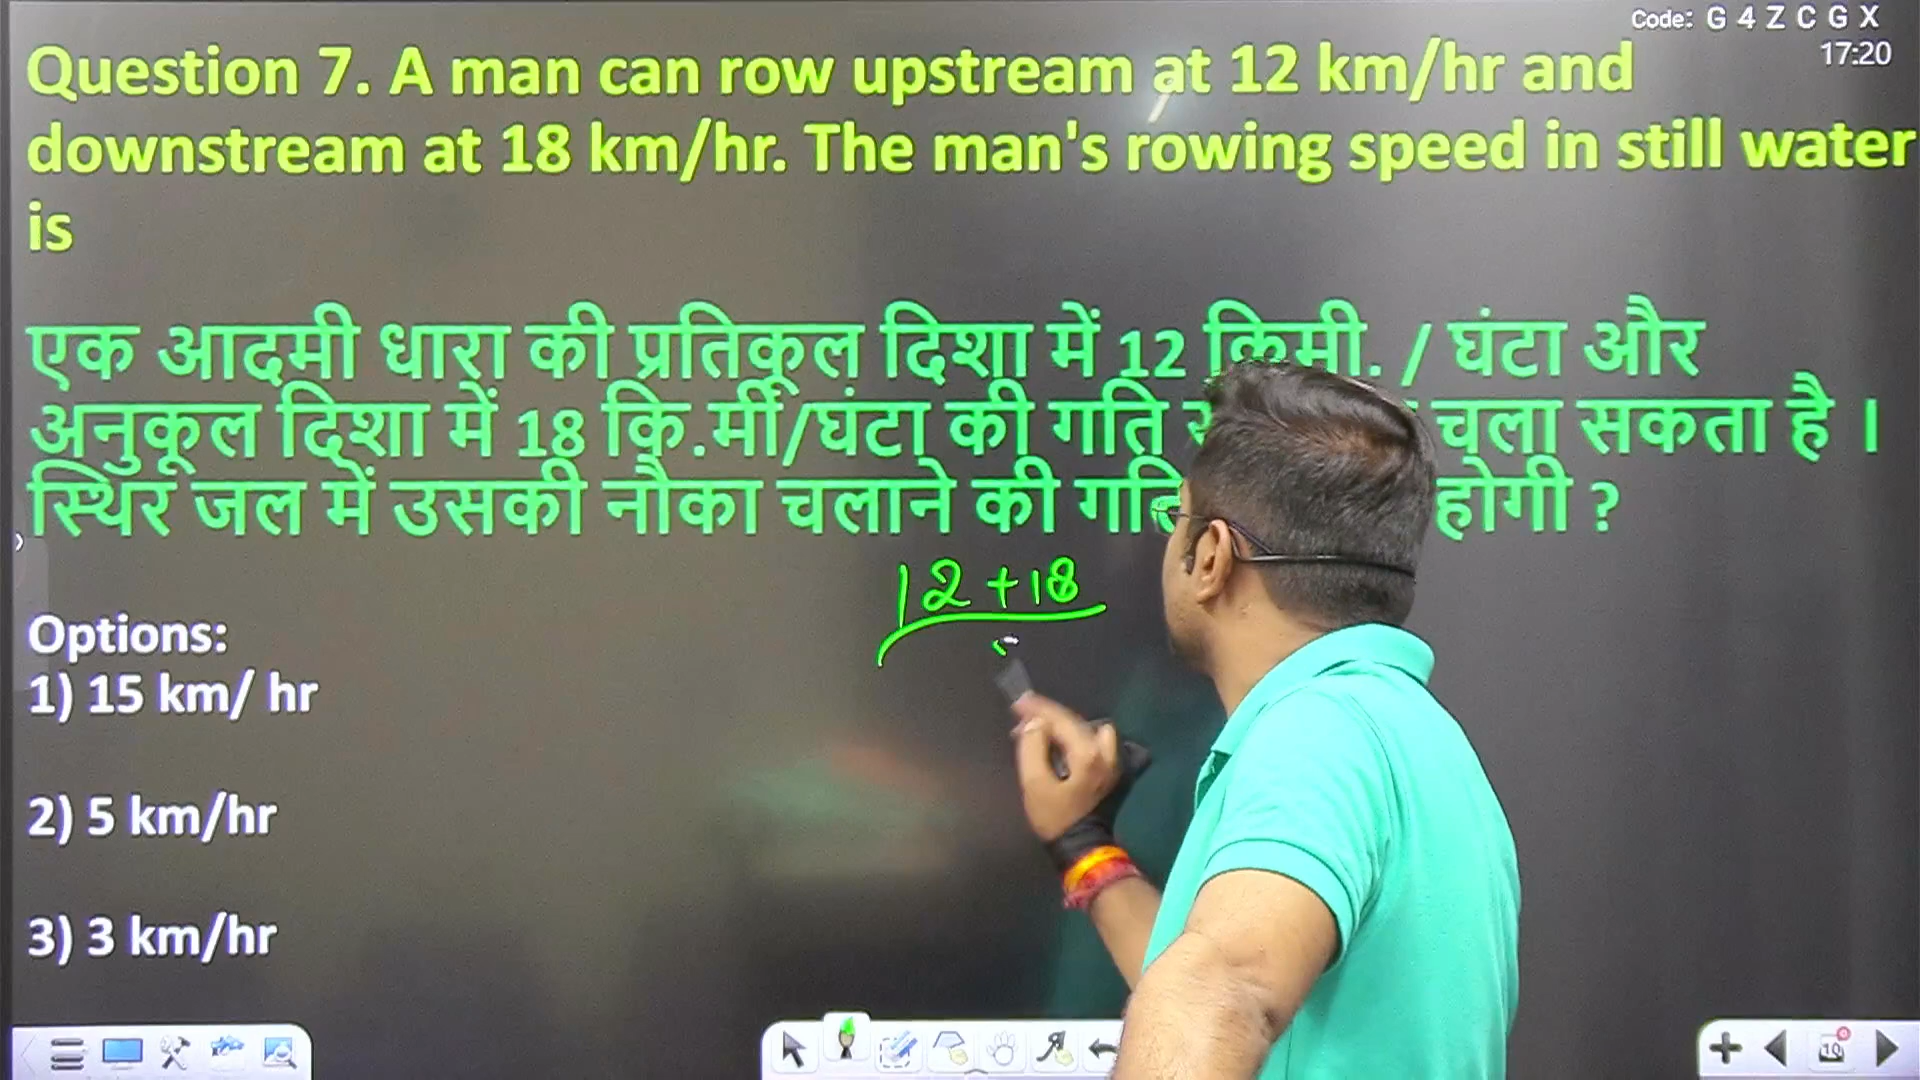 Code: G 4 Z C G X
17:20
Question 7. A man can row upstream at 12 km/hr and
downstream at 18 km/hr. The man's rowing speed in still water
is
एक आदमी धारा की प्रतिकूल दिशा में 12 किमी. / घंटा और
अनुकूल दिशा में 18 कि.मी/घंटा की गति चला सकता है ।
स्थिर जल में उसकी नौका चलाने की होगी ?
12 + 18
Options:
1) 15 km/ hr
2) 5 km/hr
3) 3 km/hr
10